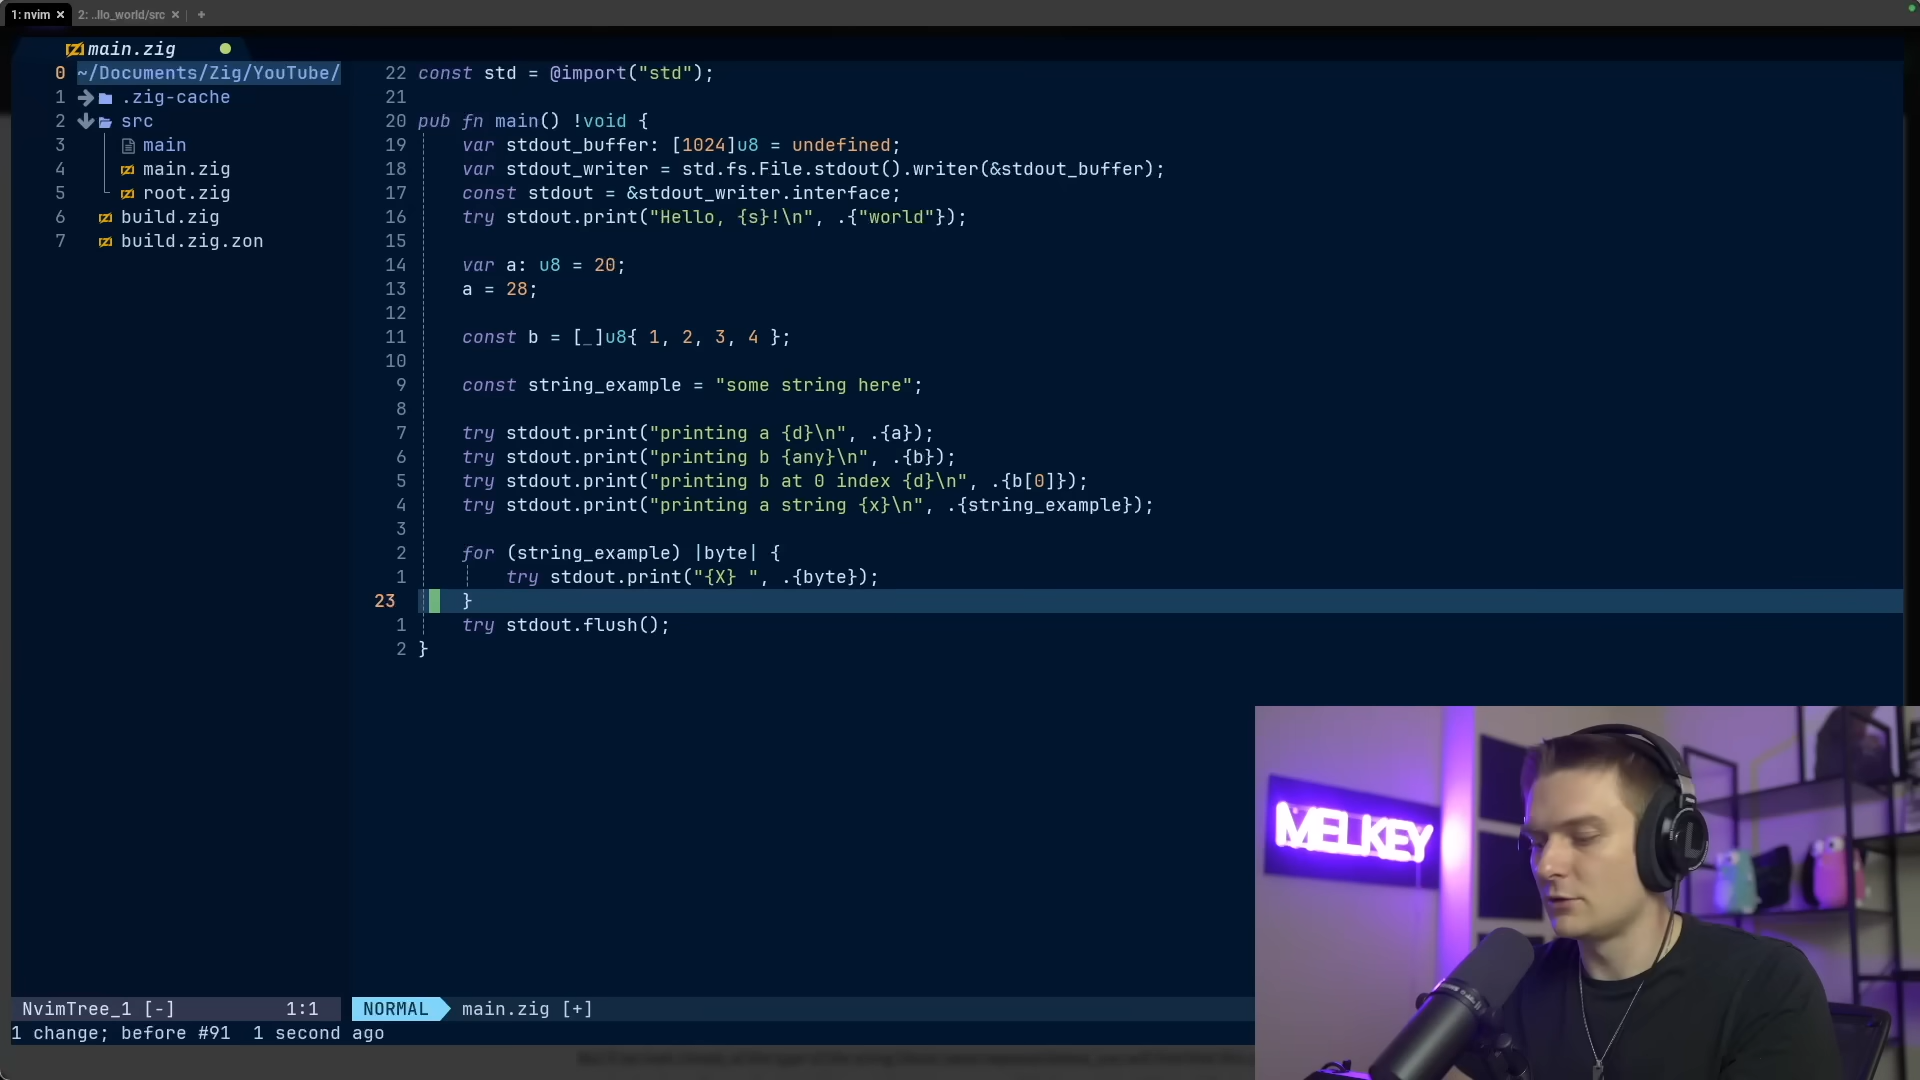 1: nvim ×  2: ..llo_world/src ×  +
main.zig
0 ~/Documents/Zig/YouTube/
1 .zig-cache
2 src
3 main
4 main.zig
5 root.zig
6 build.zig
7 build.zig.zon
22 const std = @import("std");
21
20 pub fn main() !void {
19     var stdout_buffer: [1024]u8 = undefined;
18     var stdout_writer = std.fs.File.stdout().writer(&stdout_buffer);
17     const stdout = &stdout_writer.interface;
16     try stdout.print("Hello, {s}!\n", .{"world"});
15
14     var a: u8 = 20;
13     a = 28;
12
11     const b = [_]u8{ 1, 2, 3, 4 };
10
9     const string_example = "some string here";
8
7     try stdout.print("printing a {d}\n", .{a});
6     try stdout.print("printing b {any}\n", .{b});
5     try stdout.print("printing b at 0 index {d}\n", .{b[0]});
4     try stdout.print("printing a string {x}\n", .{string_example});
3
2     for (string_example) |byte| {
1         try stdout.print("{X} ", .{byte});
23     }
1     try stdout.flush();
2 }
MELKEY
NvimTree_1 [-] 1:1
NORMAL main.zig [+]
1 change; before #91  1 second ago